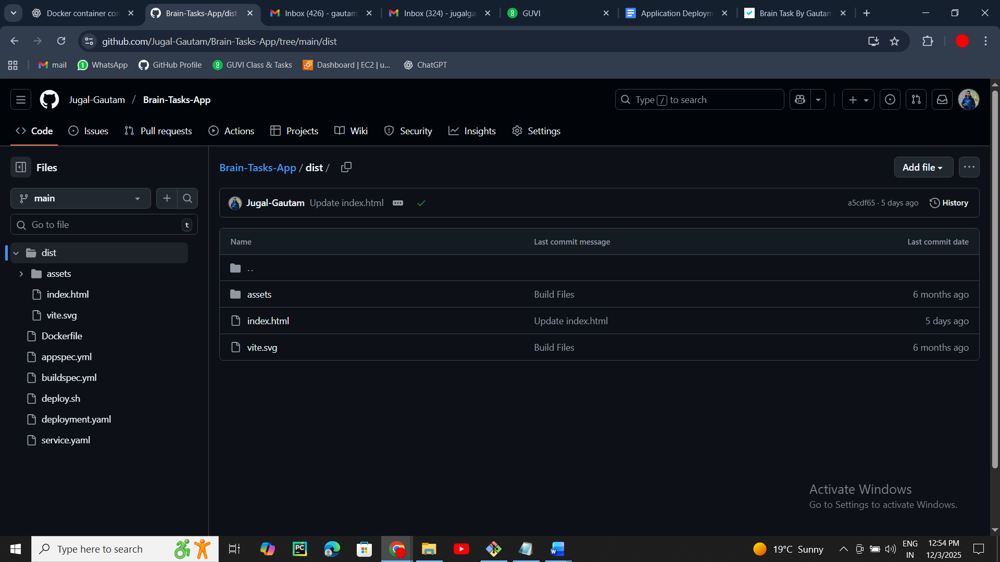 Docker container con
Brain-Tasks-App/dist
Inbox (426) - gautam
Inbox (324) - jugalga
GUVI
Application Deploym
Brain Task By Gautam
github.com/Jugal-Gautam/Brain-Tasks-App/tree/main/dist
mail
WhatsApp
GitHub Profile
GUVI Class & Tasks
Dashboard | EC2 | u...
ChatGPT
Jugal-Gautam / Brain-Tasks-App
Type / to search
Code
Issues
Pull requests
Actions
Projects
Wiki
Security
Insights
Settings
Files
main
Go to file
t
dist
assets
index.html
vite.svg
Dockerfile
appspec.yml
buildspec.yml
deploy.sh
deployment.yaml
service.yaml
Brain-Tasks-App / dist /
Add file
Jugal-Gautam Update index.html
a5cdf65 · 5 days ago
History
Name Last commit message Last commit date
..
assets Build Files 6 months ago
index.html Update index.html 5 days ago
vite.svg Build Files 6 months ago
Activate Windows
Go to Settings to activate Windows.
Type here to search
PC
19°C Sunny
ENG
IN
12:54 PM
12/3/2025